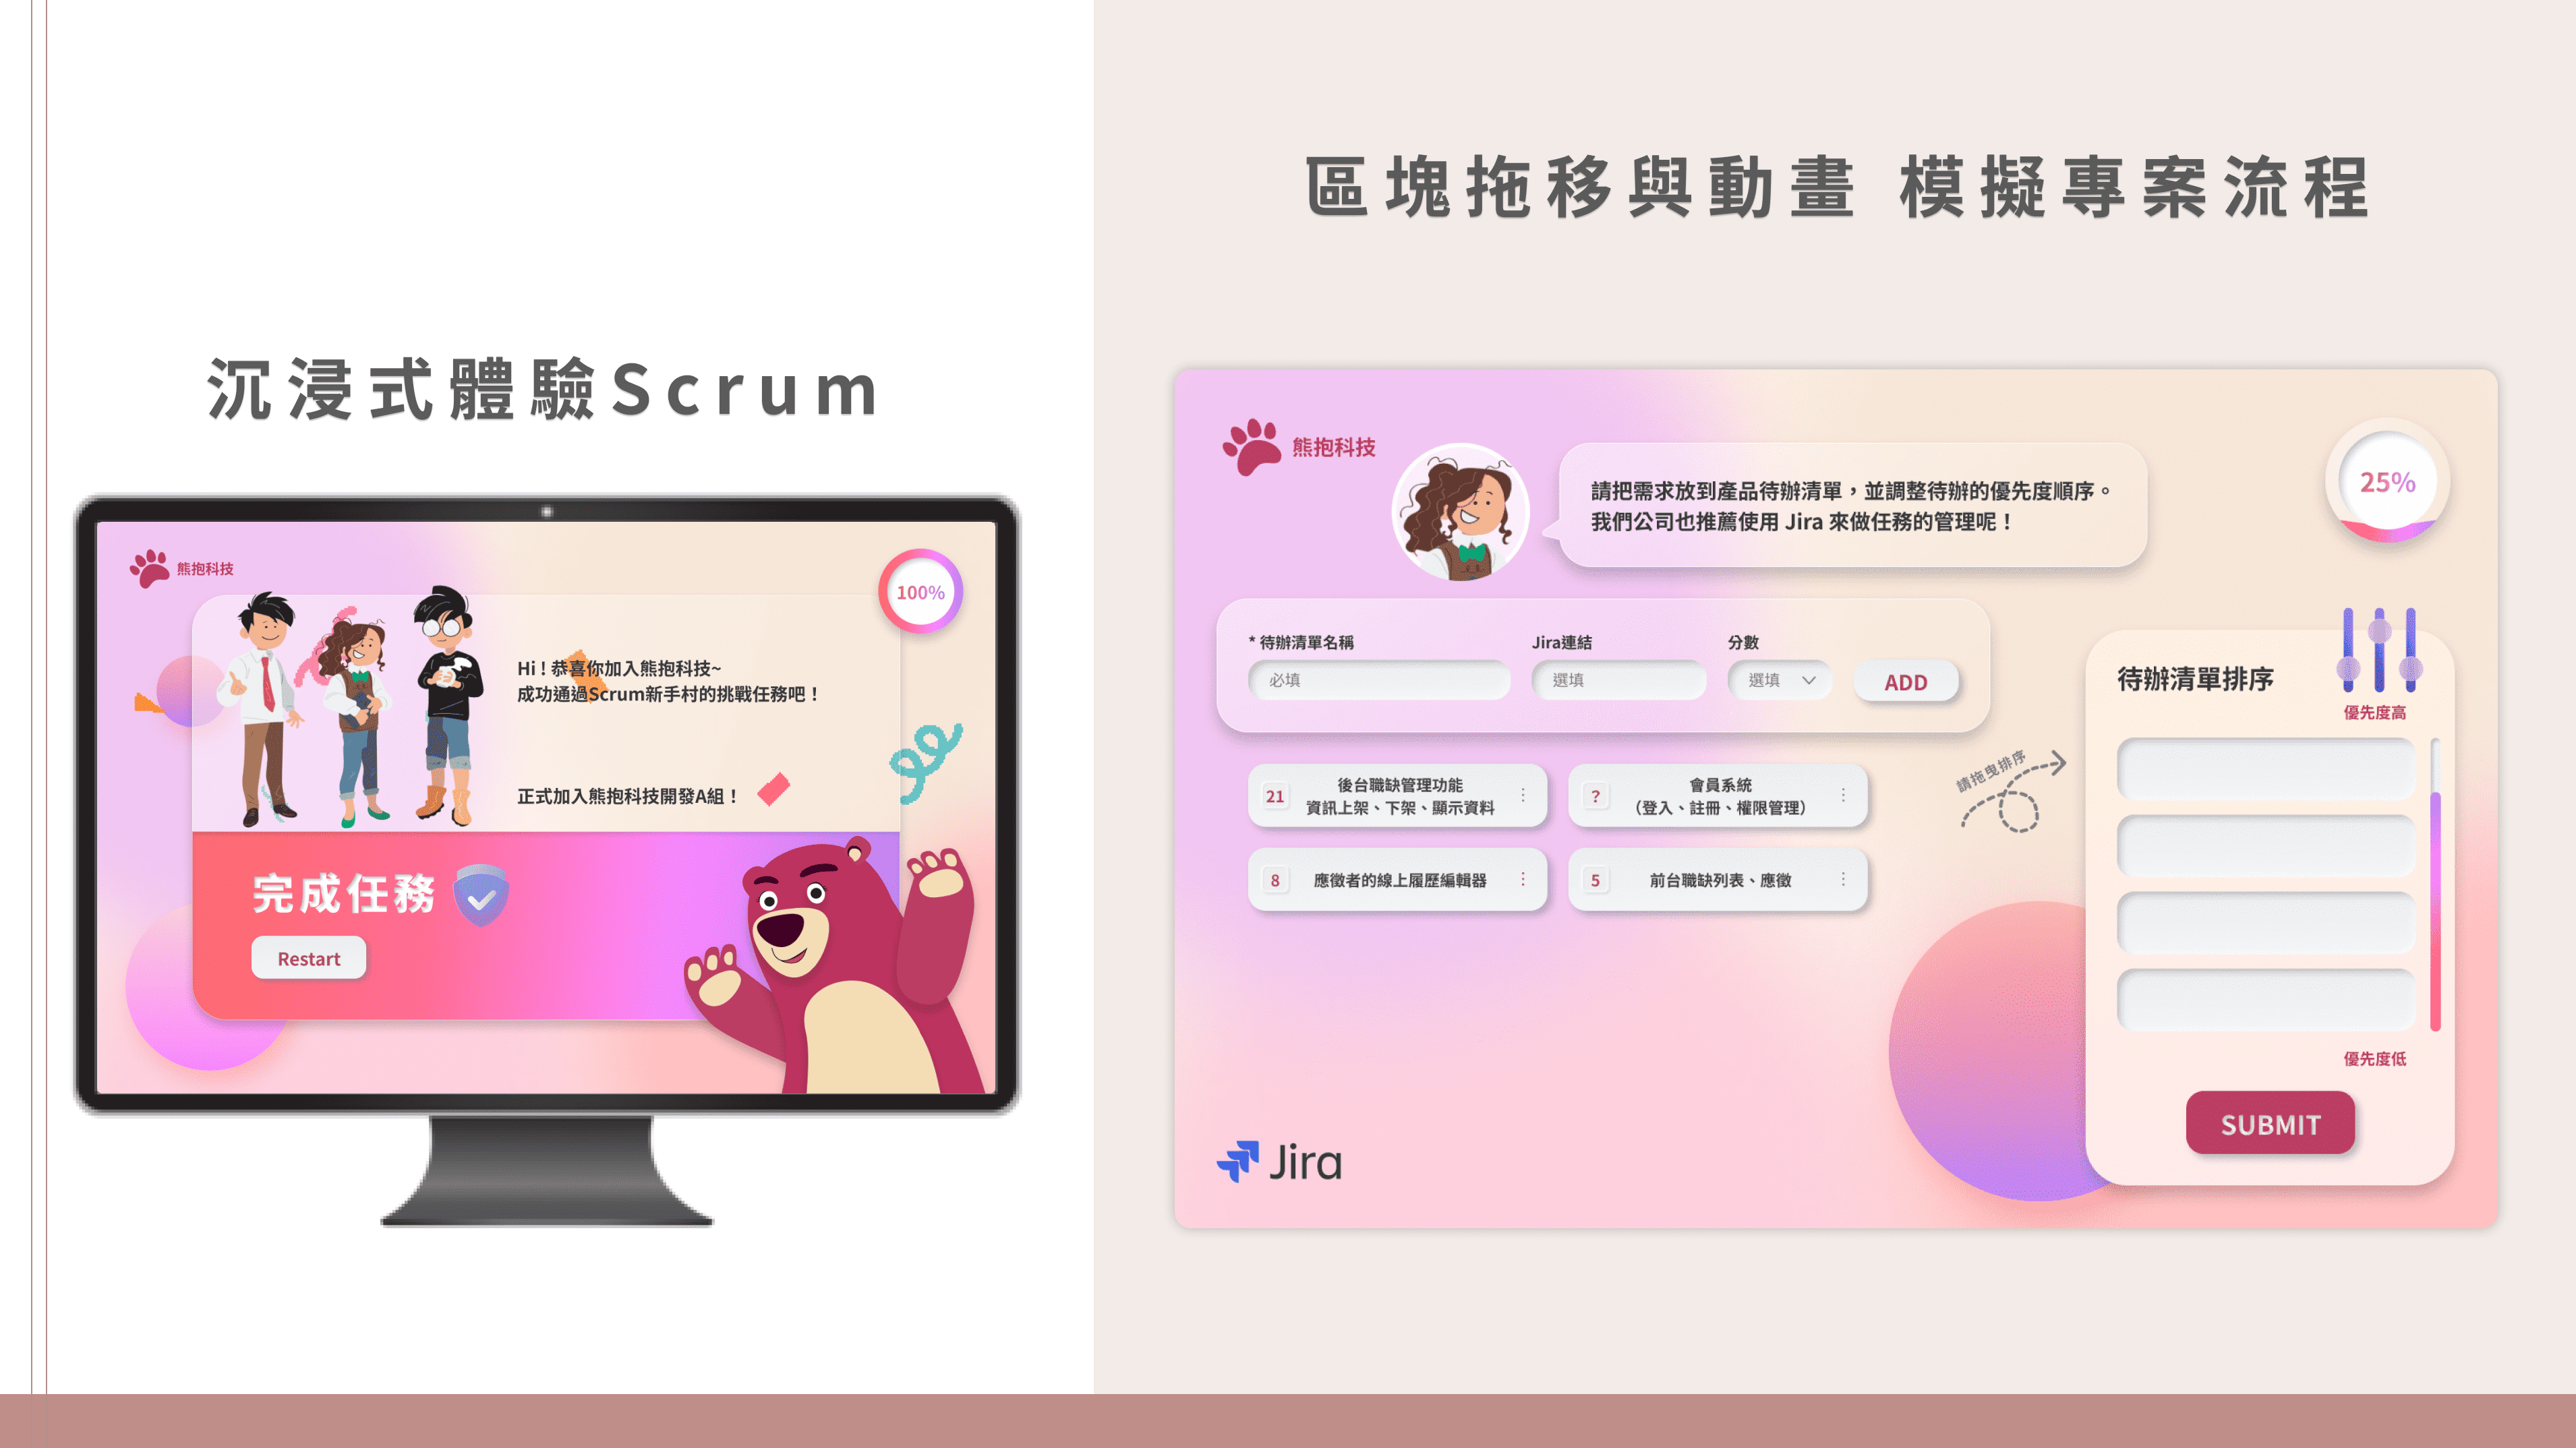 沉浸式體驗Scrum
熊抱科技
100%
Hi！恭喜你加入熊抱科技~
成功通過Scrum新手村的挑戰任務吧！
正式加入熊抱科技開發A組！
完成任務
Restart
區塊拖移與動畫 模擬專案流程
熊抱科技
請把需求放到產品待辦清單，並調整待辦的優先度順序。
我們公司也推薦使用 Jira 來做任務的管理呢！
25%
* 待辦清單名稱
Jira連結
分數
必填
選填
選填
ADD
21
後台職缺管理功能
資訊上架、下架、顯示資料
?
會員系統
（登入、註冊、權限管理）
8
應徵者的線上履歷編輯器
5
前台職缺列表、應徵
請拖曳排序
待辦清單排序
優先度高
優先度低
SUBMIT
Jira